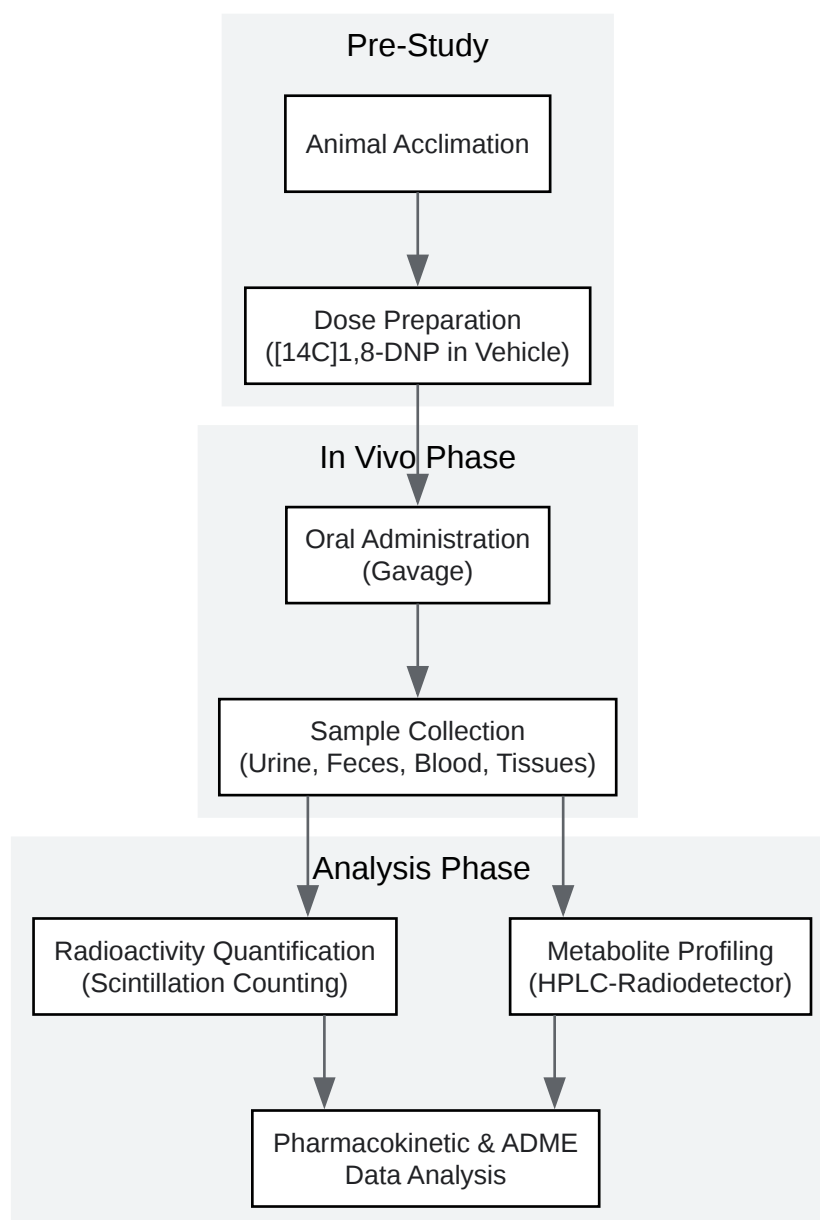 Pre-Study
Animal Acclimation
Dose Preparation
([14C]1,8-DNP in Vehicle)
In Vivo Phase
Oral Administration
(Gavage)
Sample Collection
(Urine, Feces, Blood, Tissues)
Analysis Phase
Radioactivity Quantification
(Scintillation Counting)
Metabolite Profiling
(HPLC-Radiodetector)
Pharmacokinetic & ADME
Data Analysis